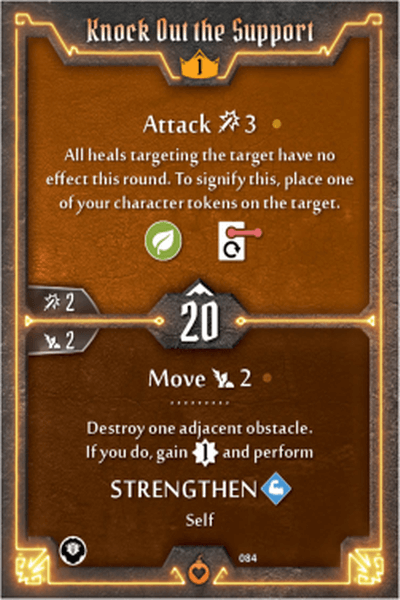 Knock Out the Support
1
Attack 3
All heals targeting the target have no
effect this round. To signify this, place one
of your character tokens on the target.
2
20
2
Move 2
Destroy one adjacent obstacle.
If you do, gain 1 and perform
STRENGTHEN
Self
084